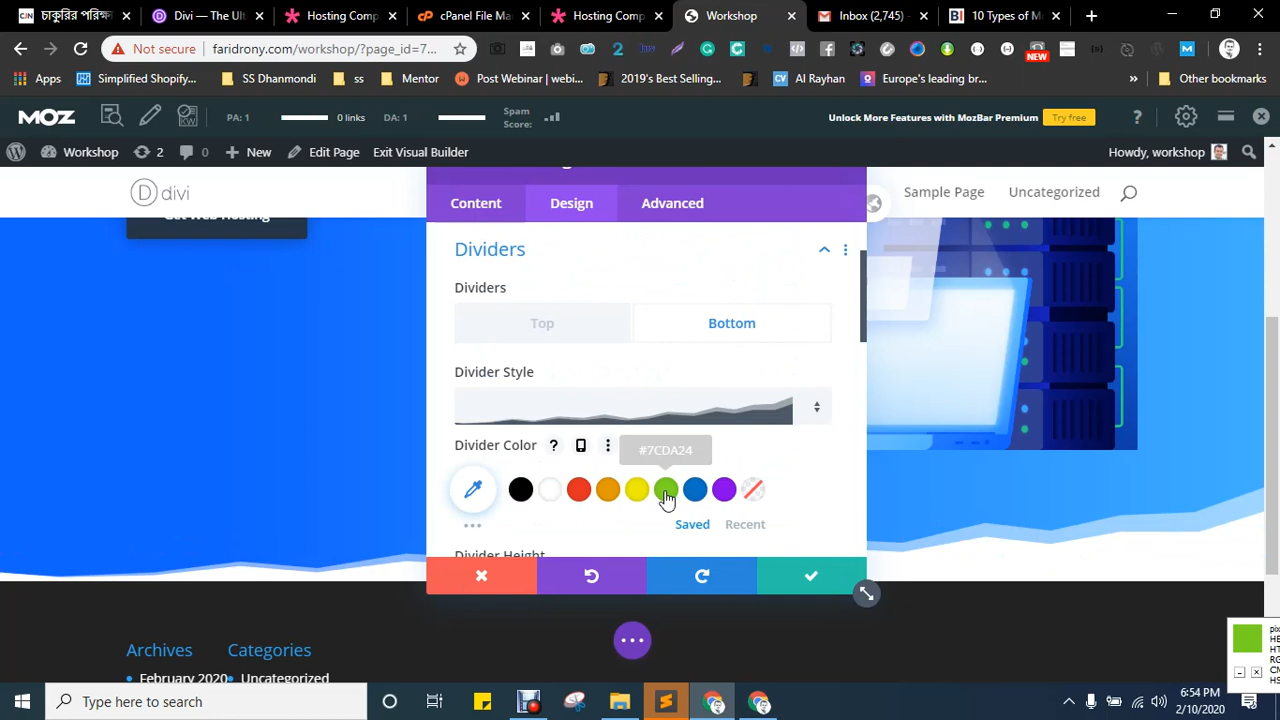 চাকুরির পরিক্ষ
Divi — The Ult
Hosting Comp
cPanel File Ma
Hosting Comp
Workshop
Inbox (2,745)
10 Types of M
Not secure
faridrony.com/workshop/?page_id=7...
NEW
Apps
Simplified Shopify...
SS Dhanmondi
ss
Mentor
Post Webinar | webi...
2019's Best Selling...
Al Rayhan
Europe's leading br...
Other bookmarks
MOZ
PA: 1
0 links
DA: 1
Spam
Score:
Unlock More Features with MozBar Premium
Try free
Workshop
2
0
New
Edit Page
Exit Visual Builder
Howdy, workshop
divi
Sample Page
Uncategorized
Get Web Hosting
Content
Design
Advanced
Dividers
Dividers
Top
Bottom
Divider Style
Divider Color
#7CDA24
Saved
Recent
Divider Height
Archives
Categories
February 2020
Uncategorized
Type here to search
6:54 PM
2/10/2020